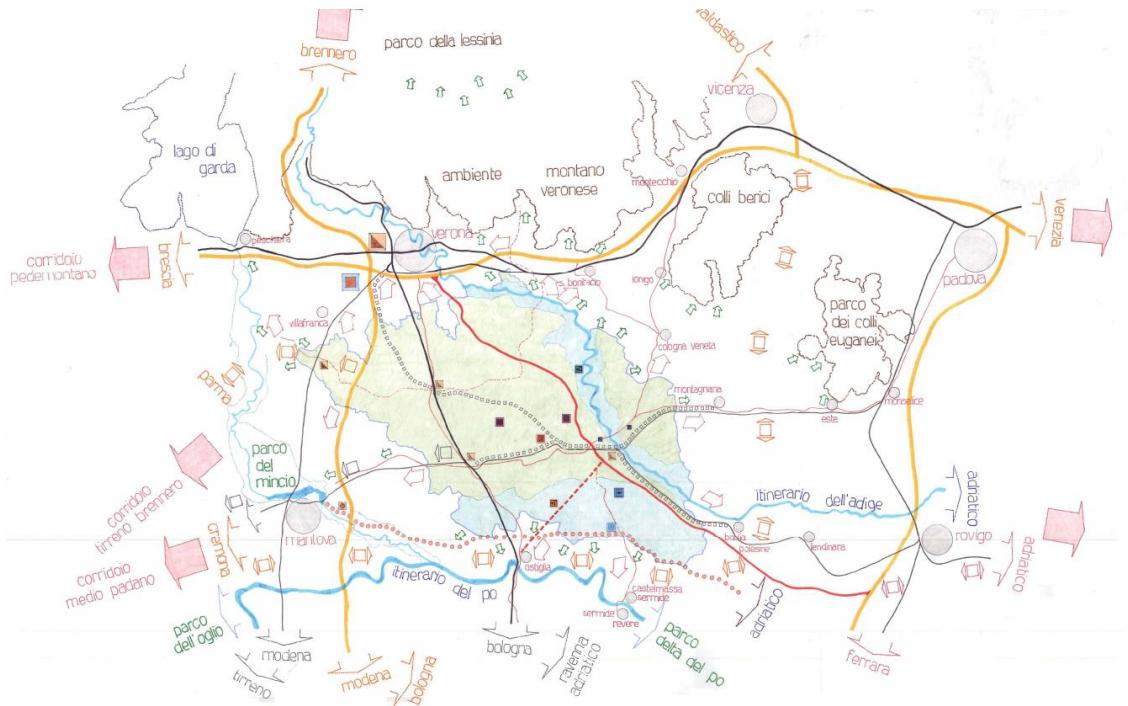 brennero
parco della lessinia
valdastico
vicenza
lago di
garda
ambiente
montano
veronese
montecchio
colli berici
venezia
peschiera
verona
brescia
corridoio
pedemontano
s. bonifacio
lonigo
padova
parco
dei colli
euganei
villafranca
cologna veneta
parma
montagnana
monselice
este
parco
del
mincio
corridoio
tirreno brennero
itinerario dell'adige
adriatico
mantova
badia
polesine
lendinara
rovigo
cremona
corridoio
medio padano
ostiglia
adriatico
itinerario del po
castelmassa
sermide
sermide
revere
adriatico
parco
dell'oglio
parco
delta del po
modena
tirreno
modena
bologna
bologna
ravenna
adriatico
ferrara